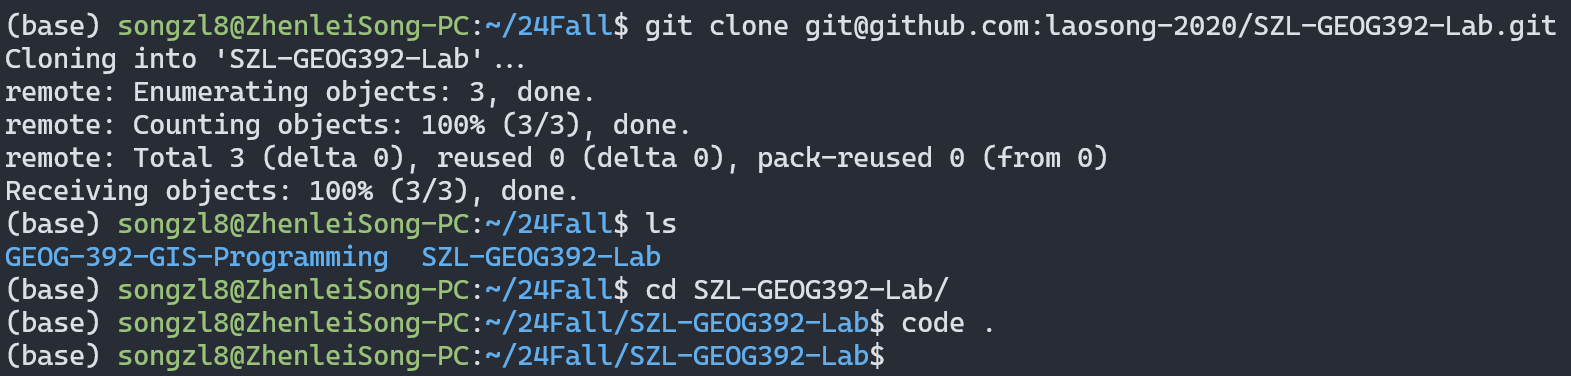 (base) songzl8@ZhenleiSong-PC:~/24Fall$ git clone git@github.com:laosong-2020/SZL-GEOG392-Lab.git
Cloning into 'SZL-GEOG392-Lab'...
remote: Enumerating objects: 3, done.
remote: Counting objects: 100% (3/3), done.
remote: Total 3 (delta 0), reused 0 (delta 0), pack-reused 0 (from 0)
Receiving objects: 100% (3/3), done.
(base) songzl8@ZhenleiSong-PC:~/24Fall$ ls
GEOG-392-GIS-Programming  SZL-GEOG392-Lab
(base) songzl8@ZhenleiSong-PC:~/24Fall$ cd SZL-GEOG392-Lab/
(base) songzl8@ZhenleiSong-PC:~/24Fall/SZL-GEOG392-Lab$ code .
(base) songzl8@ZhenleiSong-PC:~/24Fall/SZL-GEOG392-Lab$